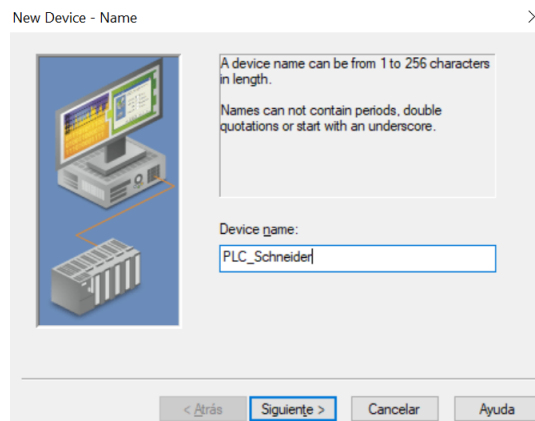 New Device - Name
A device name can be from 1 to 256 characters
in length.
Names can not contain periods, double
quotations or start with an underscore.
Device name:
PLC_Schneider
< Atrás
Siguiente >
Cancelar
Ayuda